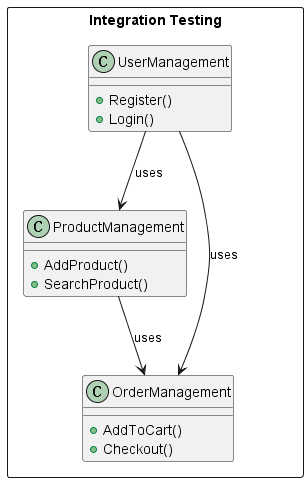 Integration Testing
C UserManagement
Register()
Login()
uses
C ProductManagement
AddProduct()
SearchProduct()
uses
uses
C OrderManagement
AddToCart()
Checkout()